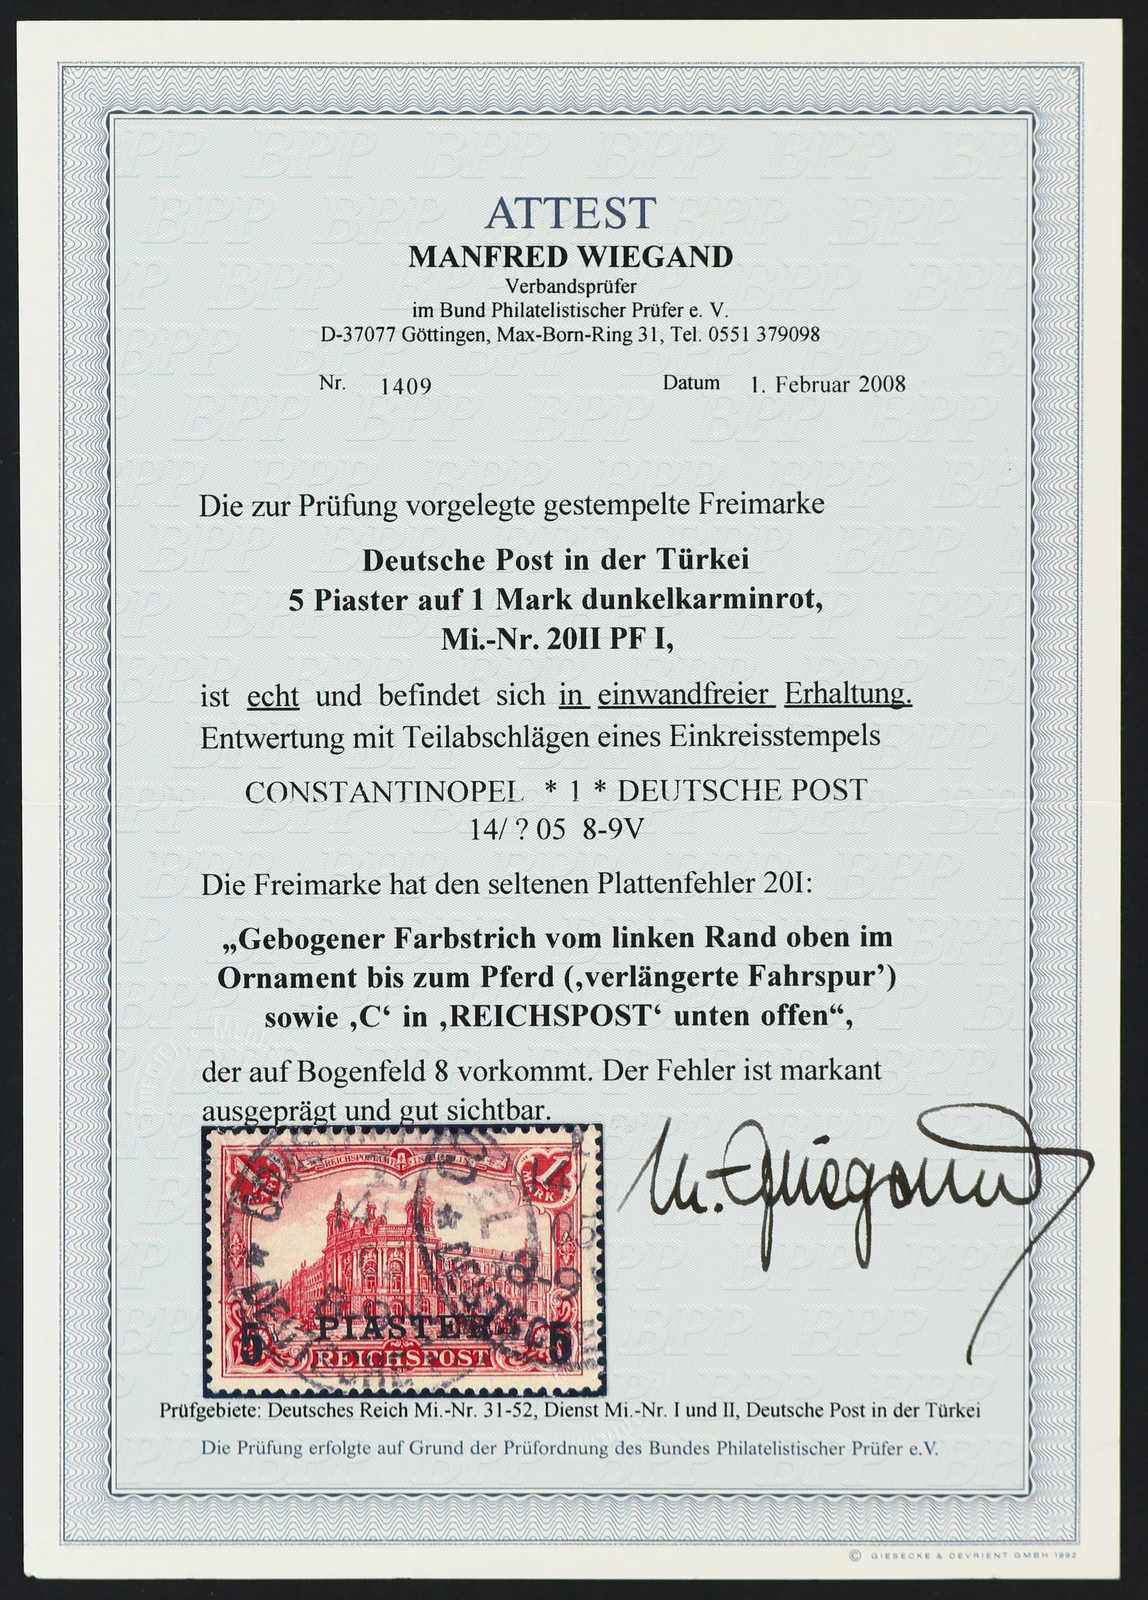 ATTEST
MANFRED WIEGAND
Verbandsprüfer
im Bund Philatelistischer Prüfer e. V.
D-37077 Göttingen, Max-Born-Ring 31, Tel. 0551 379098
Nr. 1409 Datum 1. Februar 2008
Die zur Prüfung vorgelegte gestempelte Freimarke
Deutsche Post in der Türkei
5 Piaster auf 1 Mark dunkelkarminrot,
Mi.-Nr. 20II PF I,
ist echt und befindet sich in einwandfreier Erhaltung.
Entwertung mit Teilabschlägen eines Einkreisstempels
CONSTANTINOPEL * 1 * DEUTSCHE POST
14/ ? 05 8-9V
Die Freimarke hat den seltenen Plattenfehler 20I:
„Gebogener Farbstrich vom linken Rand oben im
Ornament bis zum Pferd (‚verlängerte Fahrspur’)
sowie ‚C‘ in ‚REICHSPOST‘ unten offen“,
der auf Bogenfeld 8 vorkommt. Der Fehler ist markant
ausgeprägt und gut sichtbar.
M. Wiegand
MARK
5 PIASTER 5
REICHSPOST
Prüfgebiete: Deutsches Reich Mi.-Nr. 31-52, Dienst Mi.-Nr. I und II, Deutsche Post in der Türkei
Die Prüfung erfolgte auf Grund der Prüfordnung des Bundes Philatelistischer Prüfer e.V.
© GIESECKE & DEVRIENT GMBH 1992